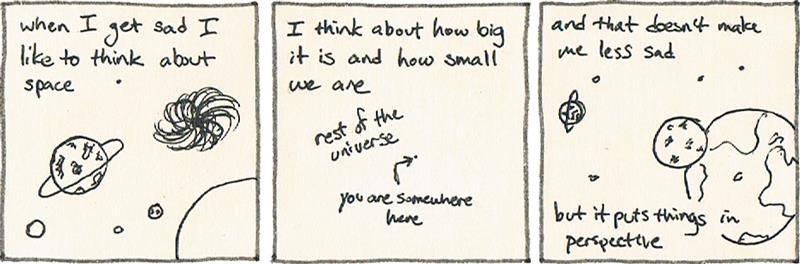 when I get sad I
like to think about
space
I think about how big
it is and how small
we are
rest of the
universe
you are somewhere
here
and that doesn't make
me less sad
but it puts things in
perspective